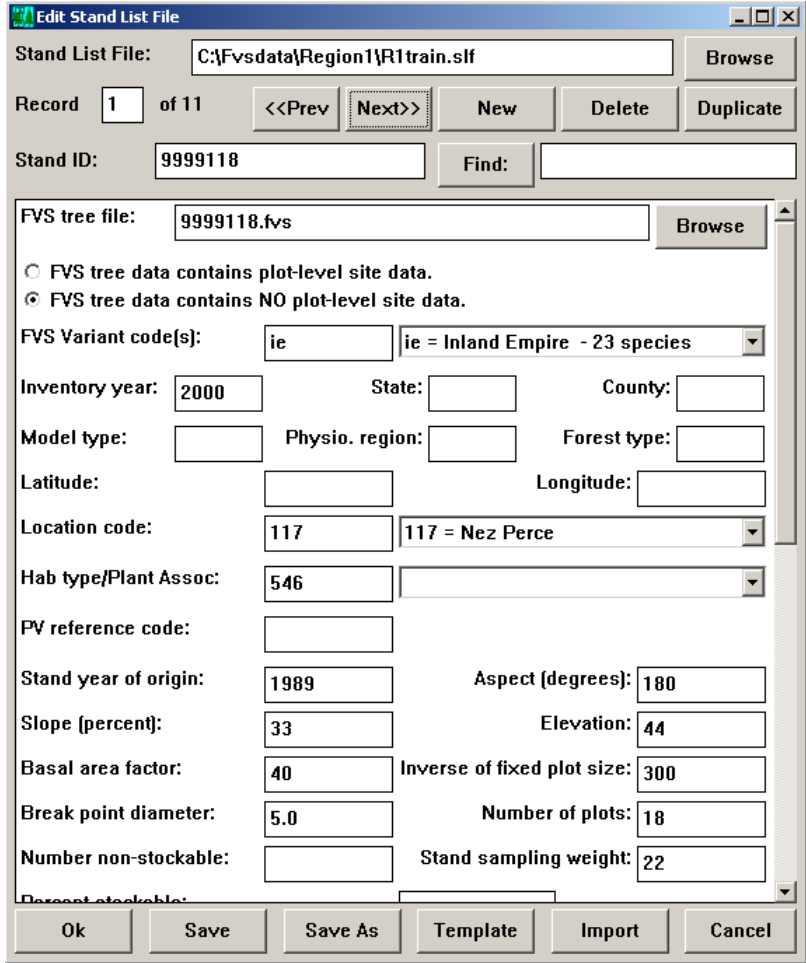 Edit Stand List File
Stand List File: C:\Fvsdata\Region1\R1train.slf Browse
Record 1 of 11 <<Prev Next>> New Delete Duplicate
Stand ID: 9999118 Find:
FVS tree file: 9999118.fvs Browse
FVS tree data contains plot-level site data.
FVS tree data contains NO plot-level site data.
FVS Variant code(s): ie ie = Inland Empire - 23 species
Inventory year: 2000 State: County:
Model type: Physio. region: Forest type:
Latitude: Longitude:
Location code: 117 117 = Nez Perce
Hab type/Plant Assoc: 546
PV reference code:
Stand year of origin: 1989 Aspect (degrees): 180
Slope (percent): 33 Elevation: 44
Basal area factor: 40 Inverse of fixed plot size: 300
Break point diameter: 5.0 Number of plots: 18
Number non-stockable: Stand sampling weight: 22
Percent stockable:
Ok Save Save As Template Import Cancel